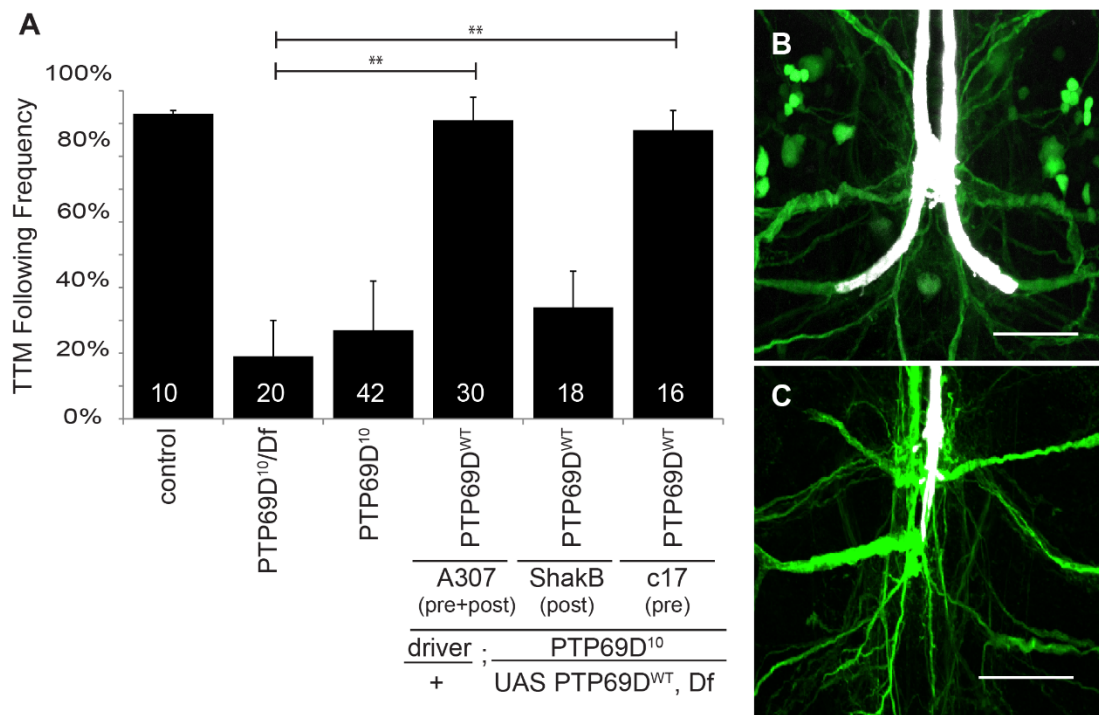 A
**
**
100%
80%
60%
40%
20%
0%
TTM Following Frequency
10
20
42
30
18
16
control
PTP69D10/Df
PTP69D10
PTP69DWT
PTP69DWT
PTP69DWT
A307
(pre+post)
ShakB
(post)
c17
(pre)
driver
+
;
PTP69D10
UAS PTP69DWT, Df
B
C